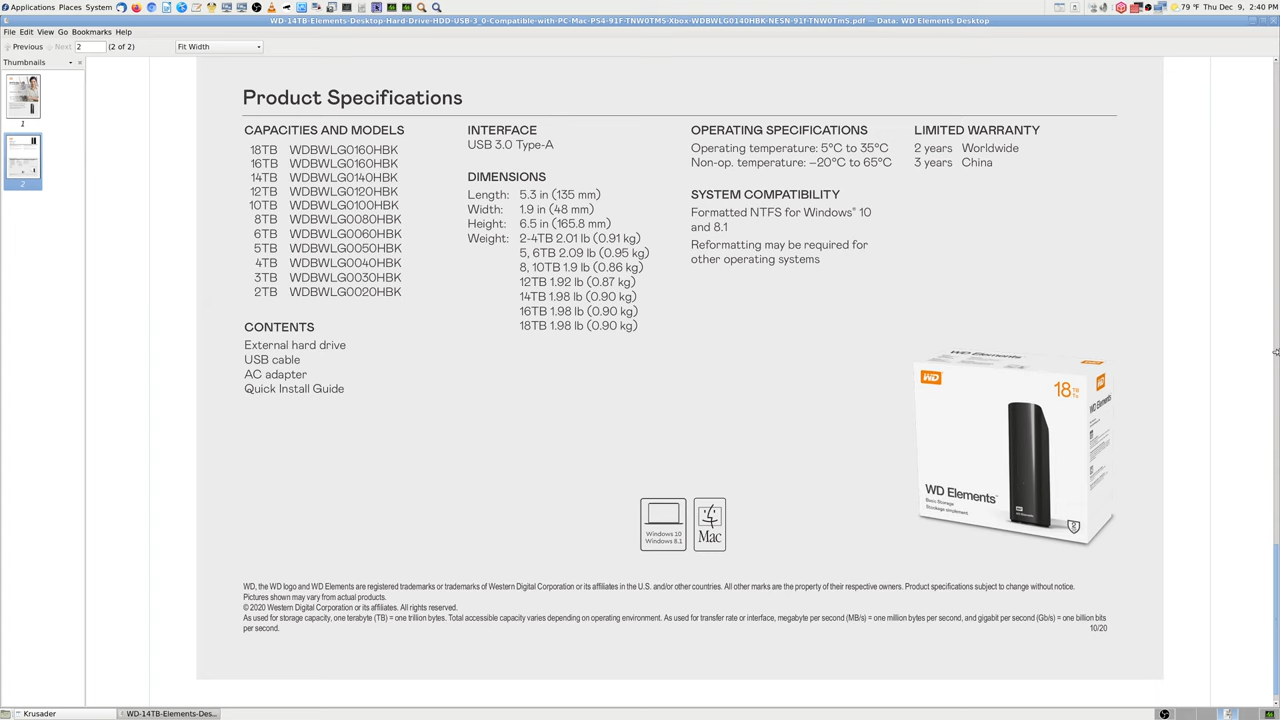 Applications Places System
79 °F Thu Dec 9, 2:40 PM
WD-14TB-Elements-Desktop-Hard-Drive-HDD-USB-3_0-Compatible-with-PC-Mac-PS4-91f-TNW0TMS-Xbox-WDBWLG0140HBK-NESN-91f-TNW0TmS.pdf — Data: WD Elements Desktop
File Edit View Go Bookmarks Help
Previous Next 2 (2 of 2) Fit Width
Thumbnails
1
2
Product Specifications
CAPACITIES AND MODELS
18TB WDBWLG0160HBK
16TB WDBWLG0160HBK
14TB WDBWLG0140HBK
12TB WDBWLG0120HBK
10TB WDBWLG0100HBK
8TB WDBWLG0080HBK
6TB WDBWLG0060HBK
5TB WDBWLG0050HBK
4TB WDBWLG0040HBK
3TB WDBWLG0030HBK
2TB WDBWLG0020HBK
CONTENTS
External hard drive
USB cable
AC adapter
Quick Install Guide
INTERFACE
USB 3.0 Type-A
DIMENSIONS
Length: 5.3 in (135 mm)
Width: 1.9 in (48 mm)
Height: 6.5 in (165.8 mm)
Weight: 2-4TB 2.01 lb (0.91 kg)
5, 6TB 2.09 lb (0.95 kg)
8, 10TB 1.9 lb (0.86 kg)
12TB 1.92 lb (0.87 kg)
14TB 1.98 lb (0.90 kg)
16TB 1.98 lb (0.90 kg)
18TB 1.98 lb (0.90 kg)
OPERATING SPECIFICATIONS
Operating temperature: 5°C to 35°C
Non-op. temperature: –20°C to 65°C
SYSTEM COMPATIBILITY
Formatted NTFS for Windows® 10
and 8.1
Reformatting may be required for
other operating systems
LIMITED WARRANTY
2 years Worldwide
3 years China
WD Elements
WD
18TB
WD
WD Elements™
Basic Storage
Stockage simplement
Windows 10
Windows 8.1
Mac
WD, the WD logo and WD Elements are registered trademarks or trademarks of Western Digital Corporation or its affiliates in the U.S. and/or other countries. All other marks are the property of their respective owners. Product specifications subject to change without notice.
Pictures shown may vary from actual products.
© 2020 Western Digital Corporation or its affiliates. All rights reserved.
As used for storage capacity, one terabyte (TB) = one trillion bytes. Total accessible capacity varies depending on operating environment. As used for transfer rate or interface, megabyte per second (MB/s) = one million bytes per second, and gigabit per second (Gb/s) = one billion bits
per second.
10/20
Krusader
WD-14TB-Elements-Des...